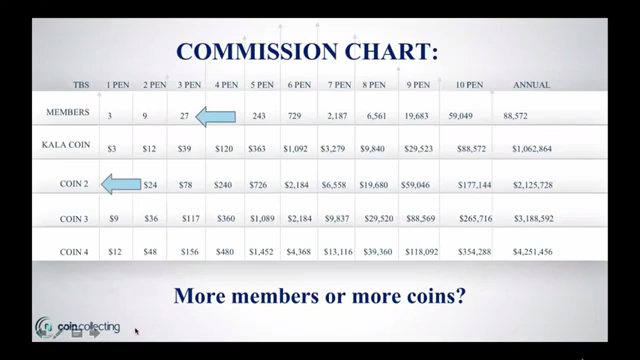 COMMISSION CHART:
TBS 1 PEN 2 PEN 3 PEN 4 PEN 5 PEN 6 PEN 7 PEN 8 PEN 9 PEN 10 PEN ANNUAL
MEMBERS 3 9 27 243 729 2,187 6,561 19,683 59,049 88,572
KALA COIN $3 $12 $39 $120 $363 $1,092 $3,279 $9,840 $29,523 $88,572 $1,062,864
COIN 2 $24 $78 $240 $726 $2,184 $6,558 $19,680 $59,046 $177,144 $2,125,728
COIN 3 $9 $36 $117 $360 $1,089 $2,184 $9,837 $29,520 $88,569 $265,716 $3,188,592
COIN 4 $12 $48 $156 $480 $1,452 $4,368 $13,116 $39,360 $118,092 $354,288 $4,251,456
More members or more coins?
coin.collecting